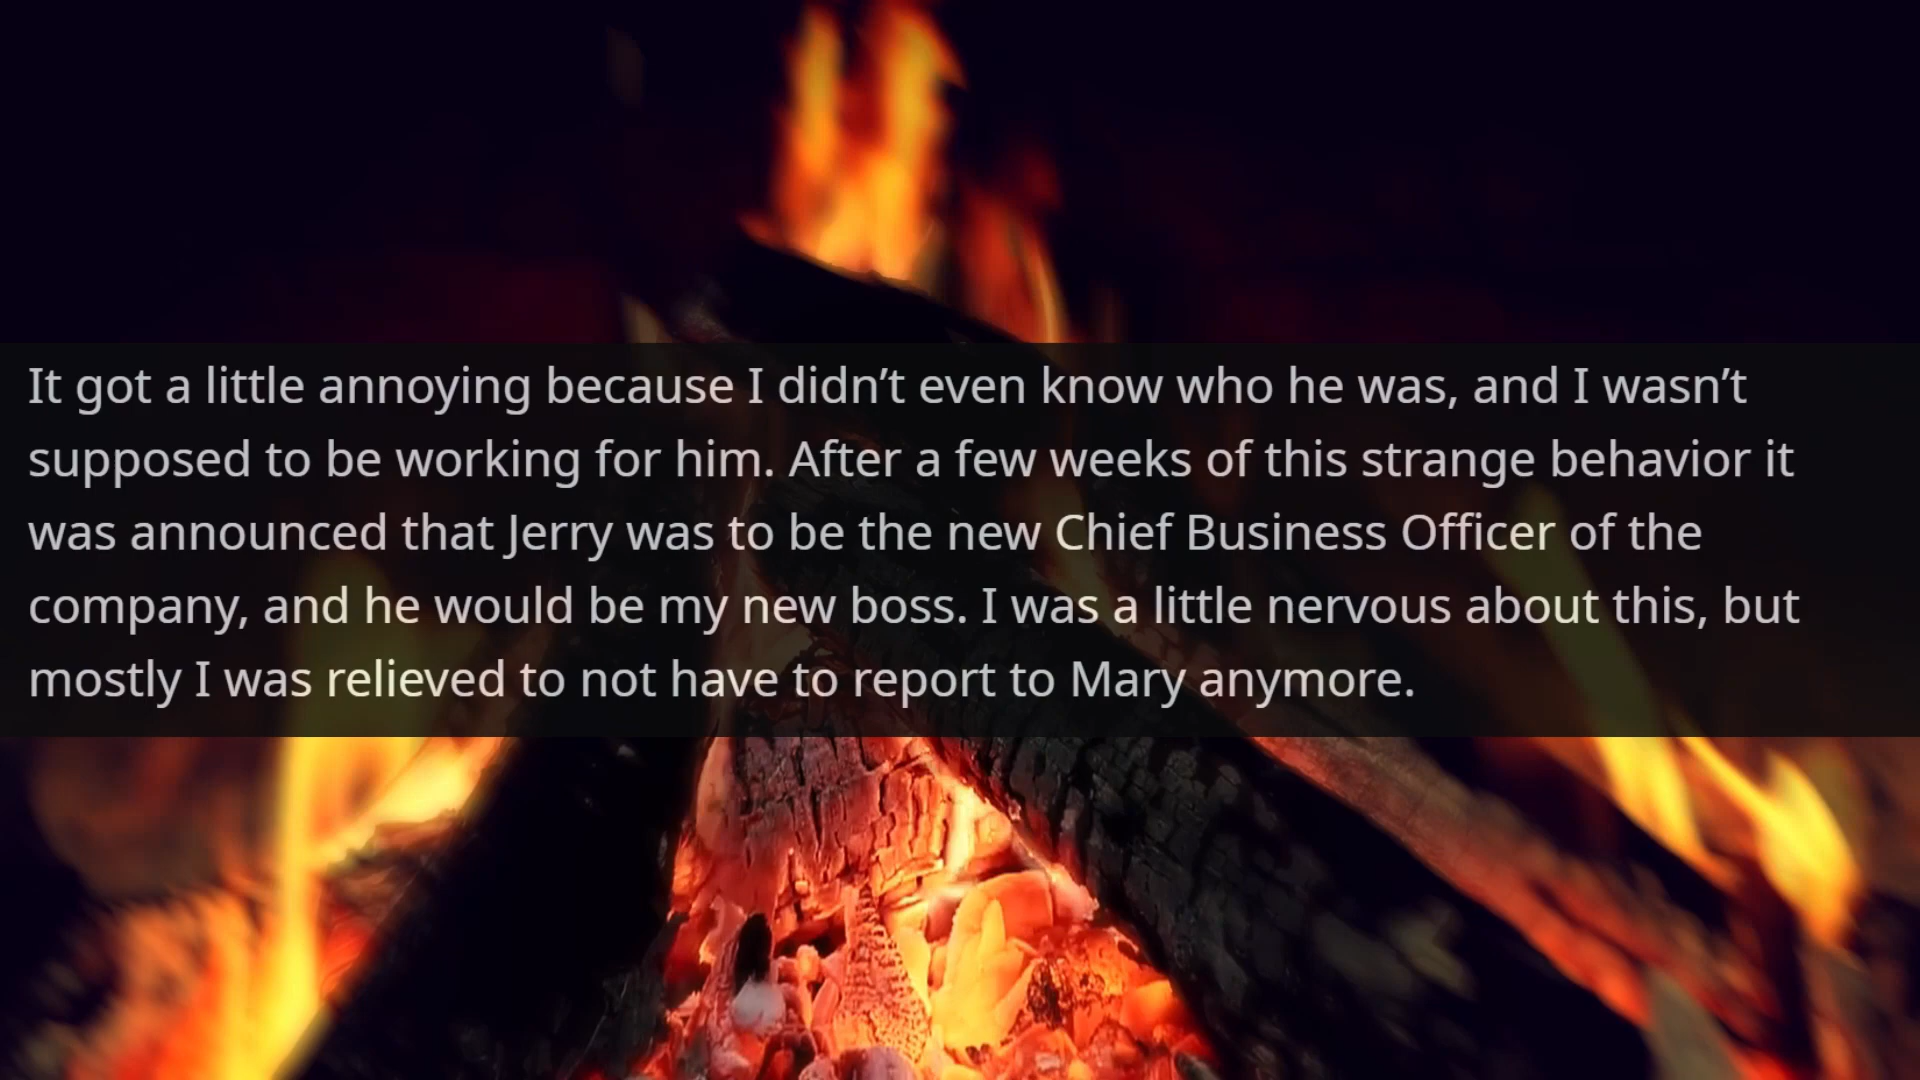 It got a little annoying because I didn’t even know who he was, and I wasn’t
supposed to be working for him. After a few weeks of this strange behavior it
was announced that Jerry was to be the new Chief Business Officer of the
company, and he would be my new boss. I was a little nervous about this, but
mostly I was relieved to not have to report to Mary anymore.